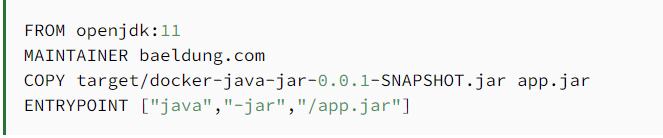 FROM openjdk:11
MAINTAINER baeldung.com
COPY target/docker-java-jar-0.0.1-SNAPSHOT.jar app.jar
ENTRYPOINT ["java","-jar","/app.jar"]